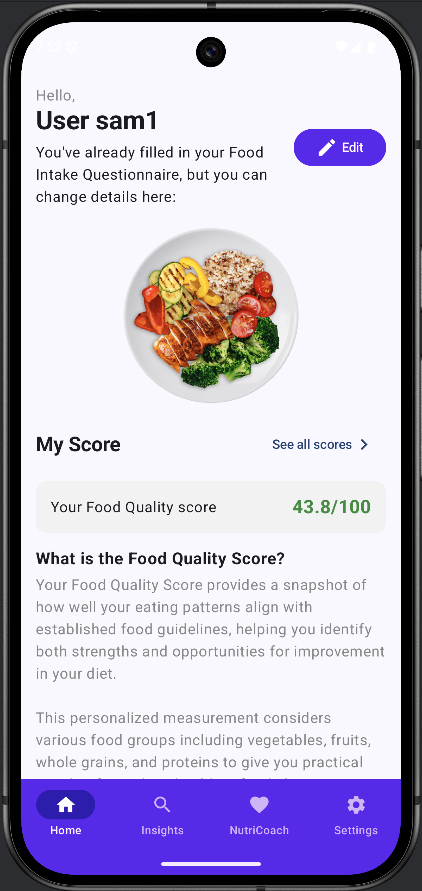 Hello,
User sam1
You've already filled in your Food
Intake Questionnaire, but you can
change details here:
Edit
My Score
See all scores
Your Food Quality score
43.8/100
What is the Food Quality Score?
Your Food Quality Score provides a snapshot of
how well your eating patterns align with
established food guidelines, helping you identify
both strengths and opportunities for improvement
in your diet.
This personalized measurement considers
various food groups including vegetables, fruits,
whole grains, and proteins to give you practical
Home
Insights
NutriCoach
Settings